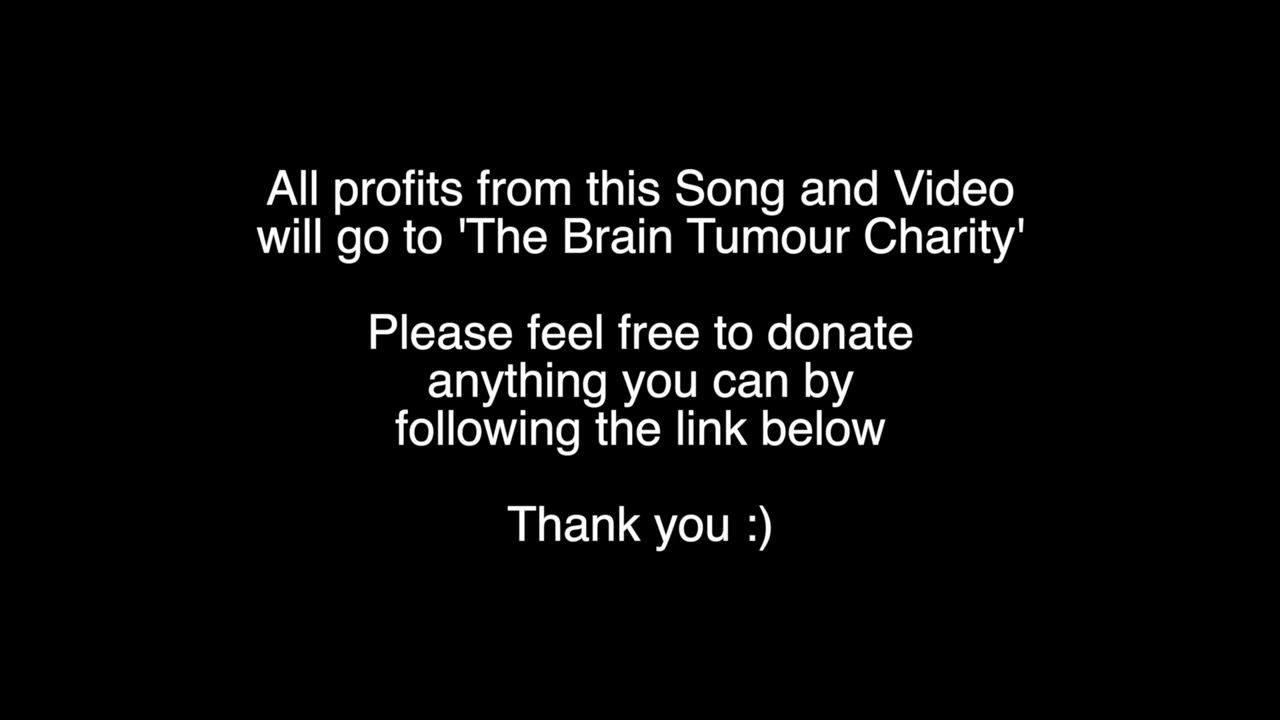 All profits from this Song and Video
will go to 'The Brain Tumour Charity'
Please feel free to donate
anything you can by
following the link below
Thank you :)